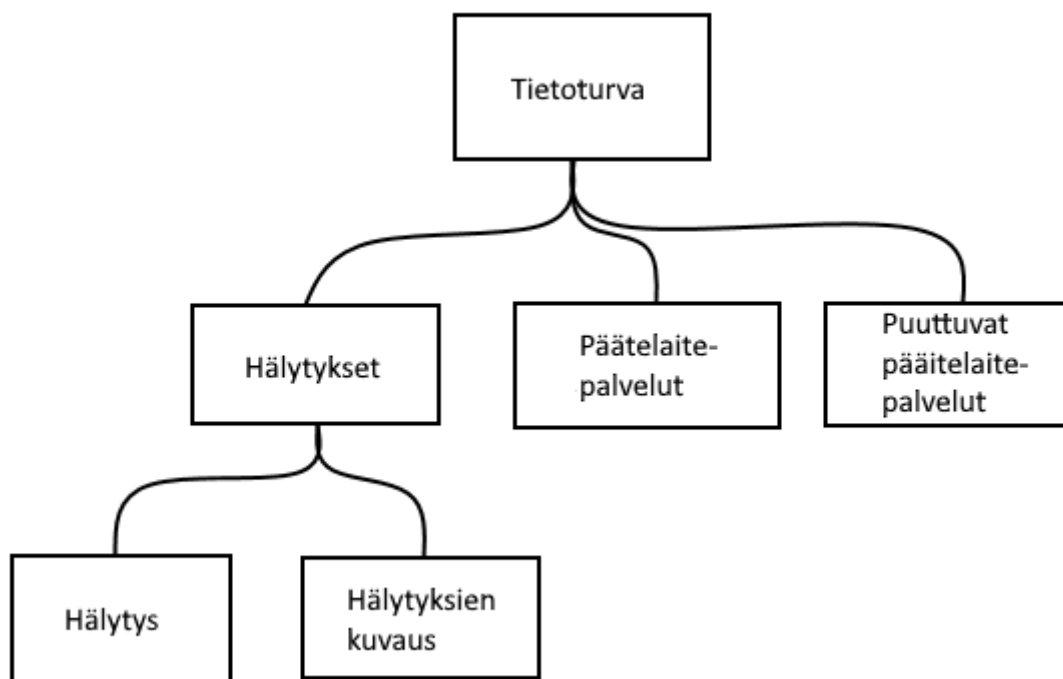 Tietoturva
Hälytykset
Päätelaite-
palvelut
Puuttuvat
pääitelaite-
palvelut
Hälytys
Hälytyksien
kuvaus